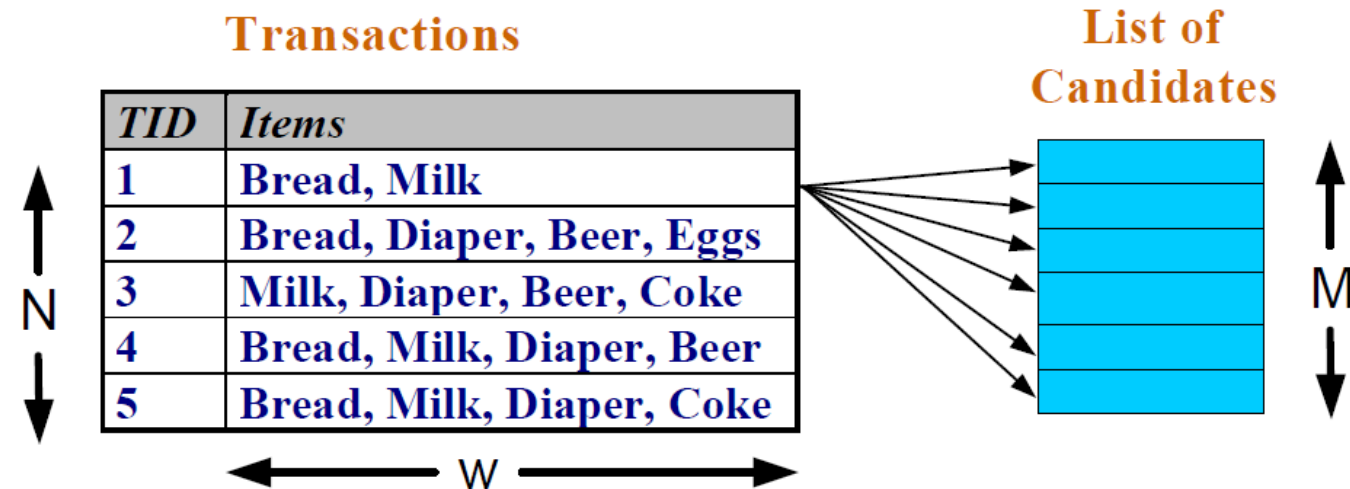 Transactions
List of
Candidates
TID Items
1 Bread, Milk
2 Bread, Diaper, Beer, Eggs
3 Milk, Diaper, Beer, Coke
4 Bread, Milk, Diaper, Beer
5 Bread, Milk, Diaper, Coke
N
M
W